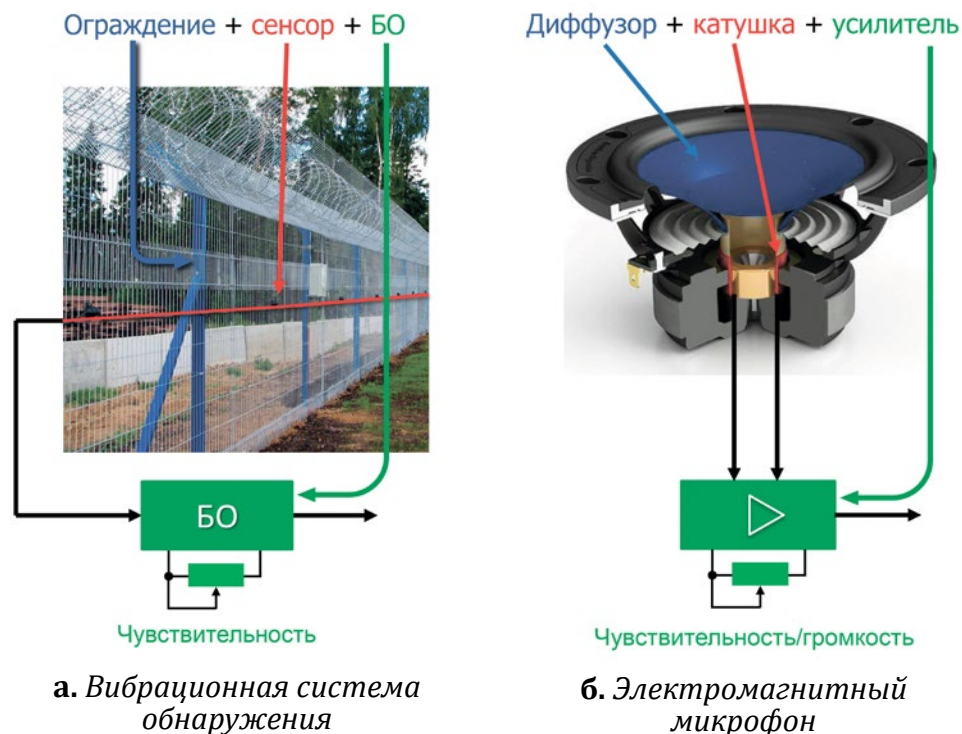 Ограждение + сенсор + БО
БО
Чувствительность
а. Вибрационная система
обнаружения
Диффузор + катушка + усилитель
Чувствительность/громкость
б. Электромагнитный
микрофон